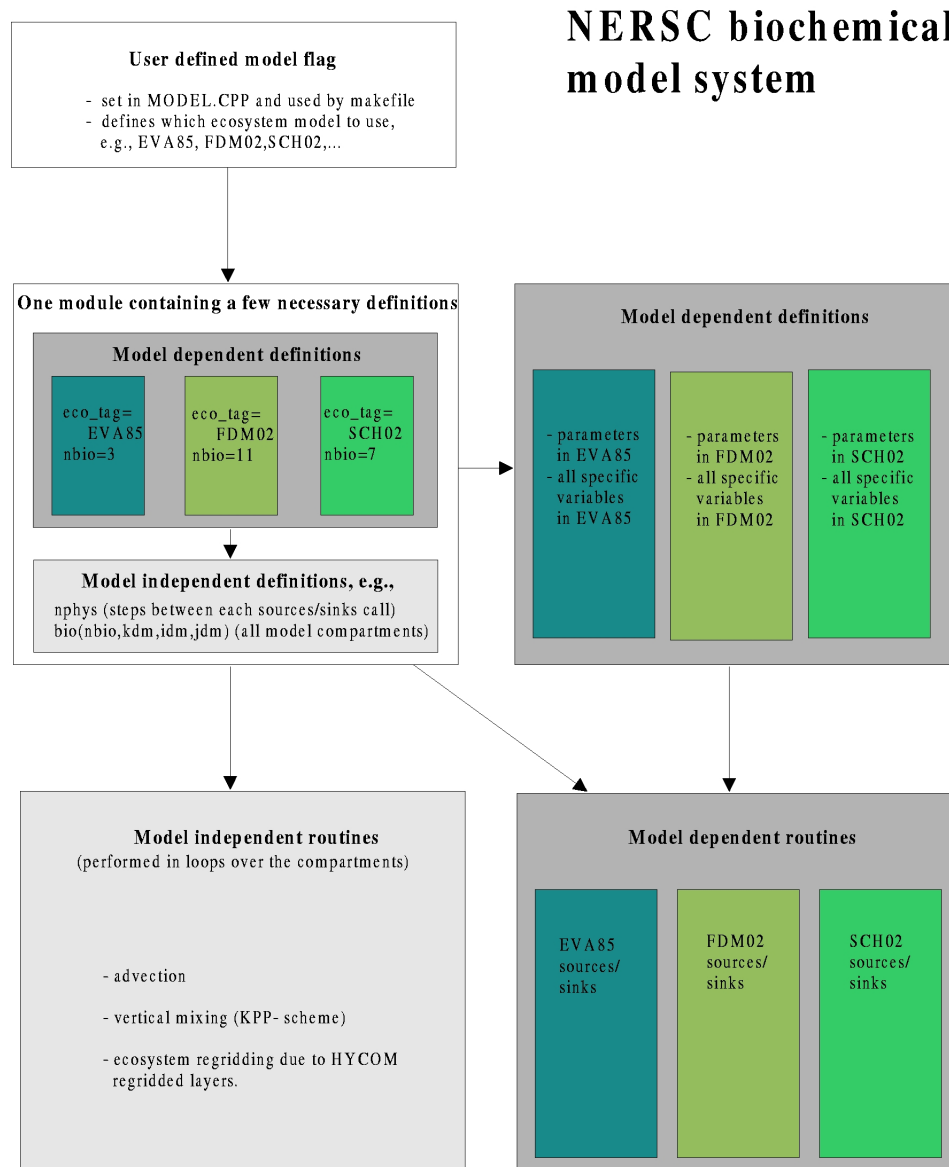 NERSC biochemical
model system
User defined model flag
- set in MODEL.CPP and used by makefile
- defines which ecosystem model to use,
e.g., EVA85, FDM02,SCH02,...
One module containing a few necessary definitions
Model dependent definitions
eco_tag=
EVA85
nbio=3
eco_tag=
FDM02
nbio=11
eco_tag=
SCH02
nbio=7
Model independent definitions, e.g.,
nphys (steps between each sources/sinks call)
bio(nbio,kdm,idm,jdm) (all model compartments)
Model dependent definitions
- parameters
in EVA85
- all specific
variables
in EVA85
- parameters
in FDM02
- all specific
variables
in FDM02
- parameters
in SCH02
- all specific
variables
in SCH02
Model independent routines
(performed in loops over the compartments)
- advection
- vertical mixing (KPP- scheme)
- ecosystem regridding due to HYCOM
regridded layers.
Model dependent routines
EVA85
sources/
sinks
FDM02
sources/
sinks
SCH02
sources/
sinks